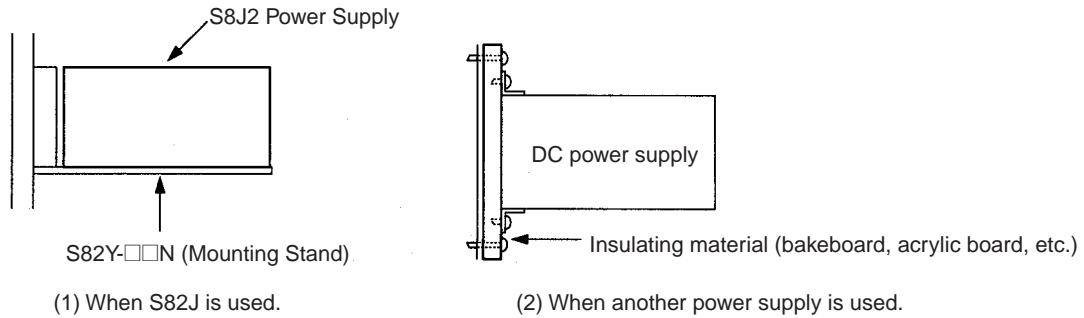 S8J2 Power Supply
DC power supply
S82Y-□□N (Mounting Stand)
Insulating material (bakeboard, acrylic board, etc.)
(1) When S82J is used.
(2) When another power supply is used.